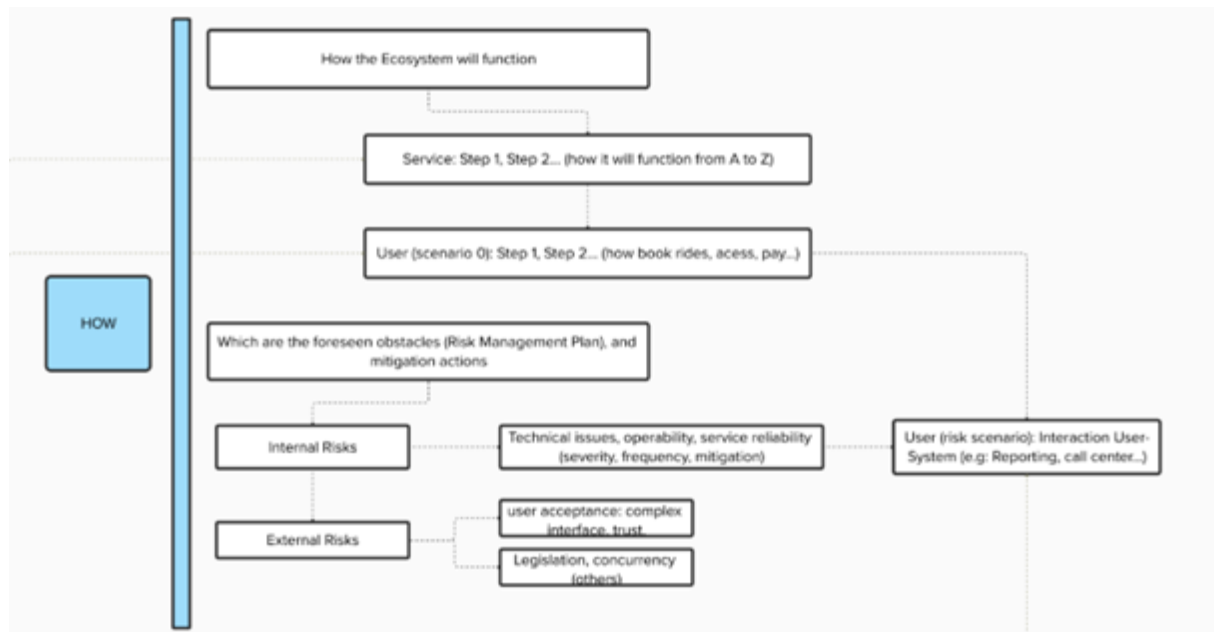 How the Ecosystem will function
Service: Step 1, Step 2... (how it will function from A to Z)
User (scenario 0): Step 1, Step 2... (how book rides, acess, pay...)
HOW
Which are the foreseen obstacles (Risk Management Plan), and
mitigation actions
Internal Risks
Technical issues, operability, service reliability
(severity, frequency, mitigation)
User (risk scenario): Interaction User-
System (e.g: Reporting, call center...)
External Risks
user acceptance: complex
interface, trust,
Legislation, concurrency
(others)